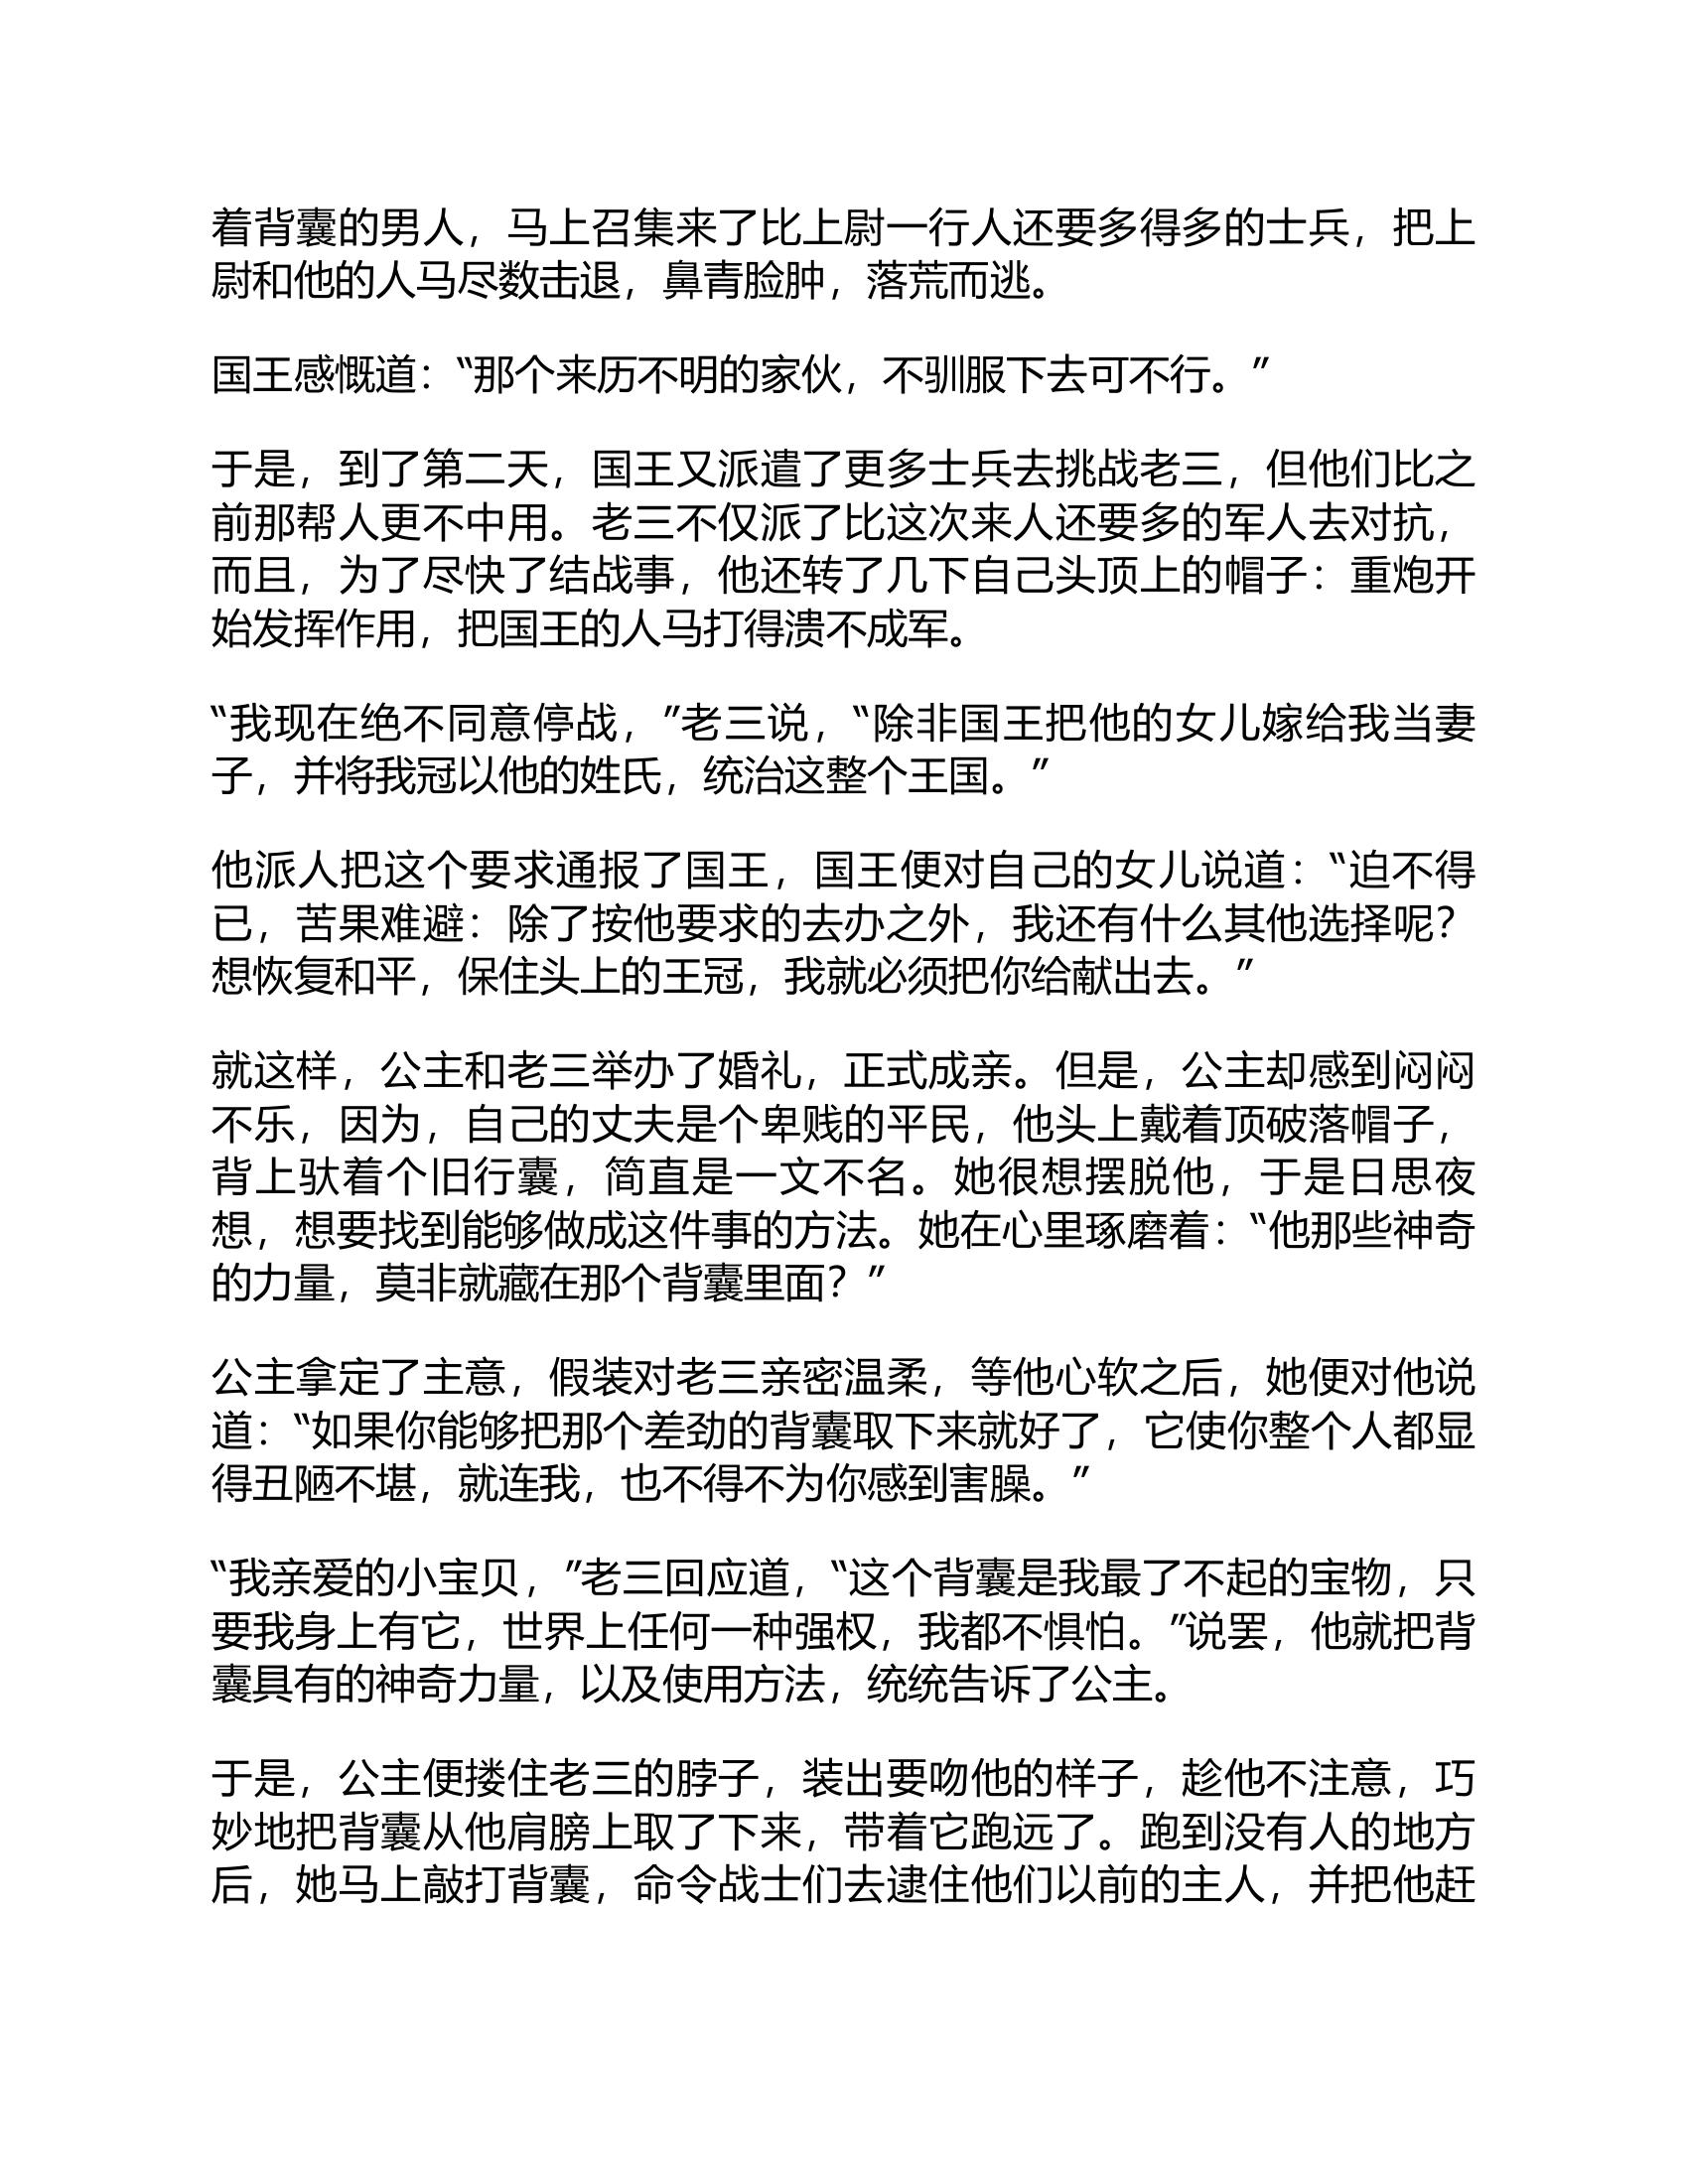 着背囊的男人，马上召集来了比上尉一行人还要多得多的士兵，把上
尉和他的人马尽数击退，鼻青脸肿，落荒而逃。
国王感慨道：“那个来历不明的家伙，不驯服下去可不行。”
于是，到了第二天，国王又派遣了更多士兵去挑战老三，但他们比之
前那帮人更不中用。老三不仅派了比这次来人还要多的军人去对抗，
而且，为了尽快了结战事，他还转了几下自己头顶上的帽子：重炮开
始发挥作用，把国王的人马打得溃不成军。
“我现在绝不同意停战，”老三说，“除非国王把他的女儿嫁给我当妻
子，并将我冠以他的姓氏，统治这整个王国。”
他派人把这个要求通报了国王，国王便对自己的女儿说道：“迫不得
已，苦果难避：除了按他要求的去办之外，我还有什么其他选择呢？
想恢复和平，保住头上的王冠，我就必须把你给献出去。”
就这样，公主和老三举办了婚礼，正式成亲。但是，公主却感到闷闷
不乐，因为，自己的丈夫是个卑贱的平民，他头上戴着顶破落帽子，
背上驮着个旧行囊，简直是一文不名。她很想摆脱他，于是日思夜
想，想要找到能够做成这件事的方法。她在心里琢磨着：“他那些神奇
的力量，莫非就藏在那个背囊里面？”
公主拿定了主意，假装对老三亲密温柔，等他心软之后，她便对他说
道：“如果你能够把那个差劲的背囊取下来就好了，它使你整个人都显
得丑陋不堪，就连我，也不得不为你感到害臊。”
“我亲爱的小宝贝，”老三回应道，“这个背囊是我最了不起的宝物，只
要我身上有它，世界上任何一种强权，我都不惧怕。”说罢，他就把背
囊具有的神奇力量，以及使用方法，统统告诉了公主。
于是，公主便搂住老三的脖子，装出要吻他的样子，趁他不注意，巧
妙地把背囊从他肩膀上取了下来，带着它跑远了。跑到没有人的地方
后，她马上敲打背囊，命令战士们去逮住他们以前的主人，并把他赶